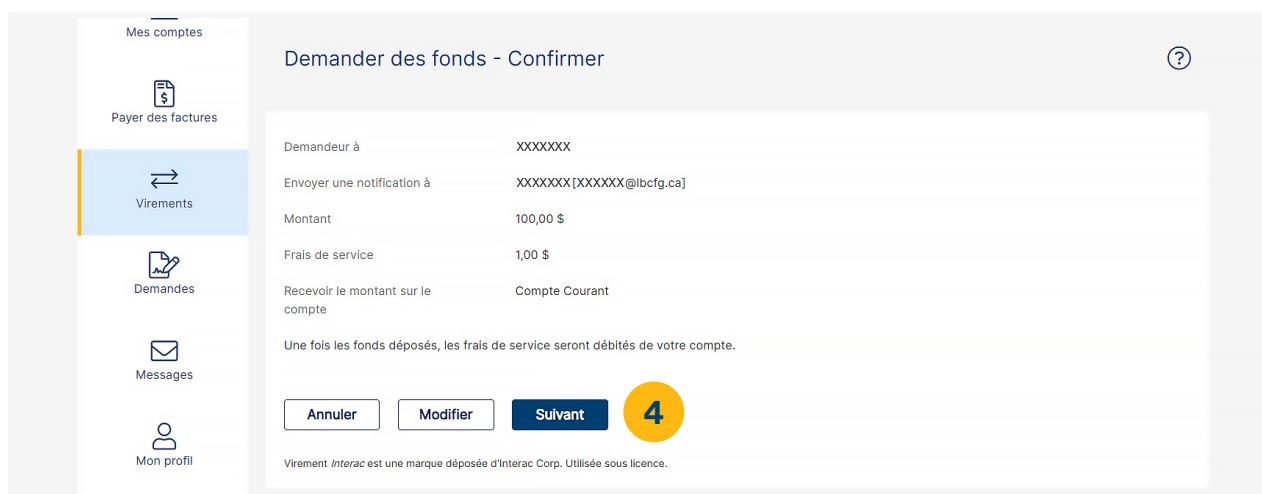 Mes comptes
Payer des factures
Virements
Demandes
Messages
Mon profil
Demander des fonds - Confirmer
?
Demandeur à XXXXXXX
Envoyer une notification à XXXXXXX[XXXXXX@lbcfg.ca]
Montant 100,00 $
Frais de service 1,00 $
Recevoir le montant sur le Compte Courant
compte
Une fois les fonds déposés, les frais de service seront débités de votre compte.
Annuler Modifier Suivant 4
Virement Interac est une marque déposée d'Interac Corp. Utilisée sous licence.